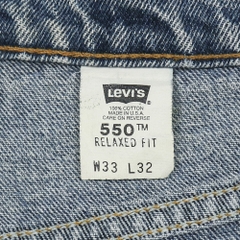 LEVI'S
100% COTTON
MADE IN U.S.A.
CARE ON REVERSE
550™
RELAXED FIT
W33 L32